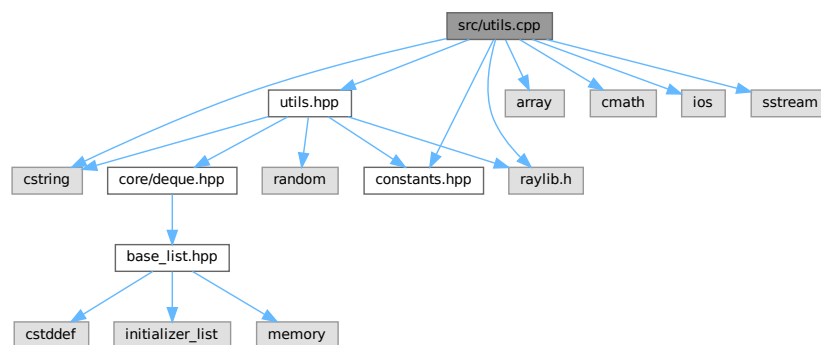 src/utils.cpp
utils.hpp
array
cmath
ios
sstream
cstring
core/deque.hpp
random
constants.hpp
raylib.h
base_list.hpp
cstddef
initializer_list
memory